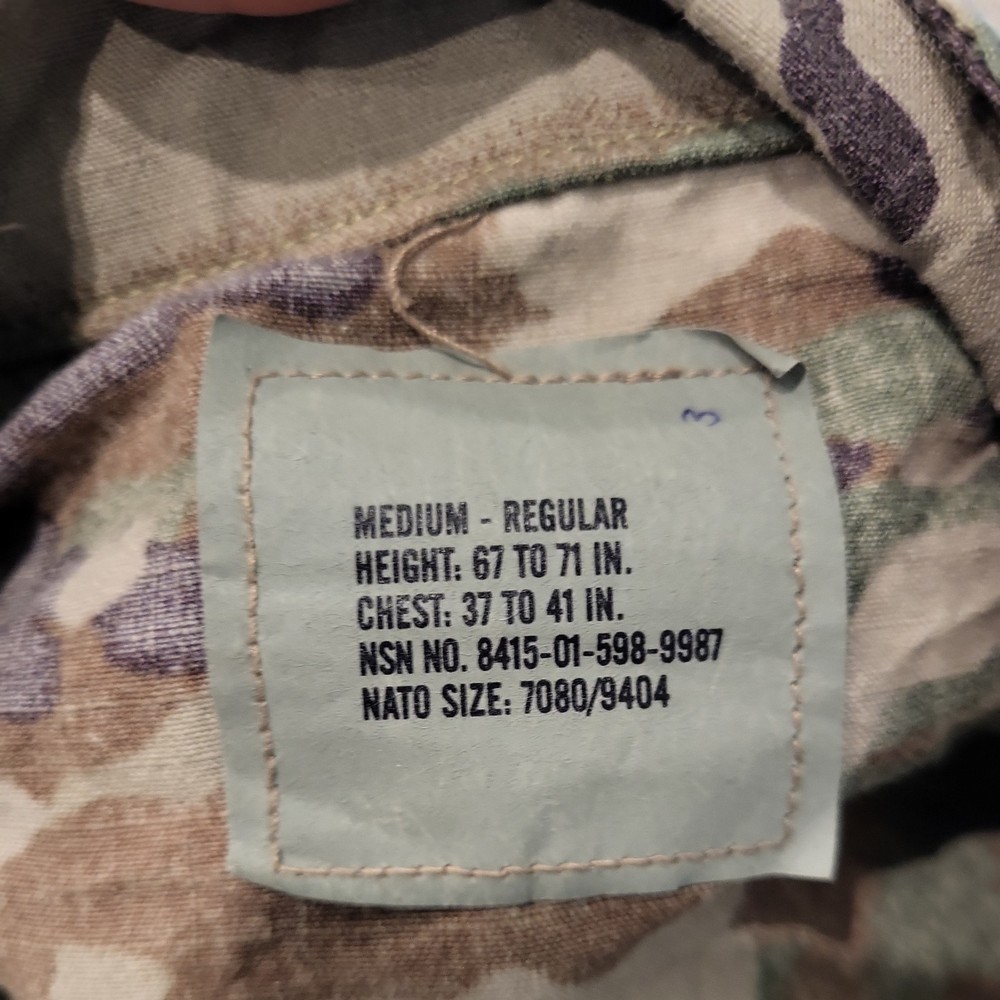 3
MEDIUM - REGULAR
HEIGHT: 67 TO 71 IN.
CHEST: 37 TO 41 IN.
NSN NO. 8415-01-598-9987
NATO SIZE: 7080/9404